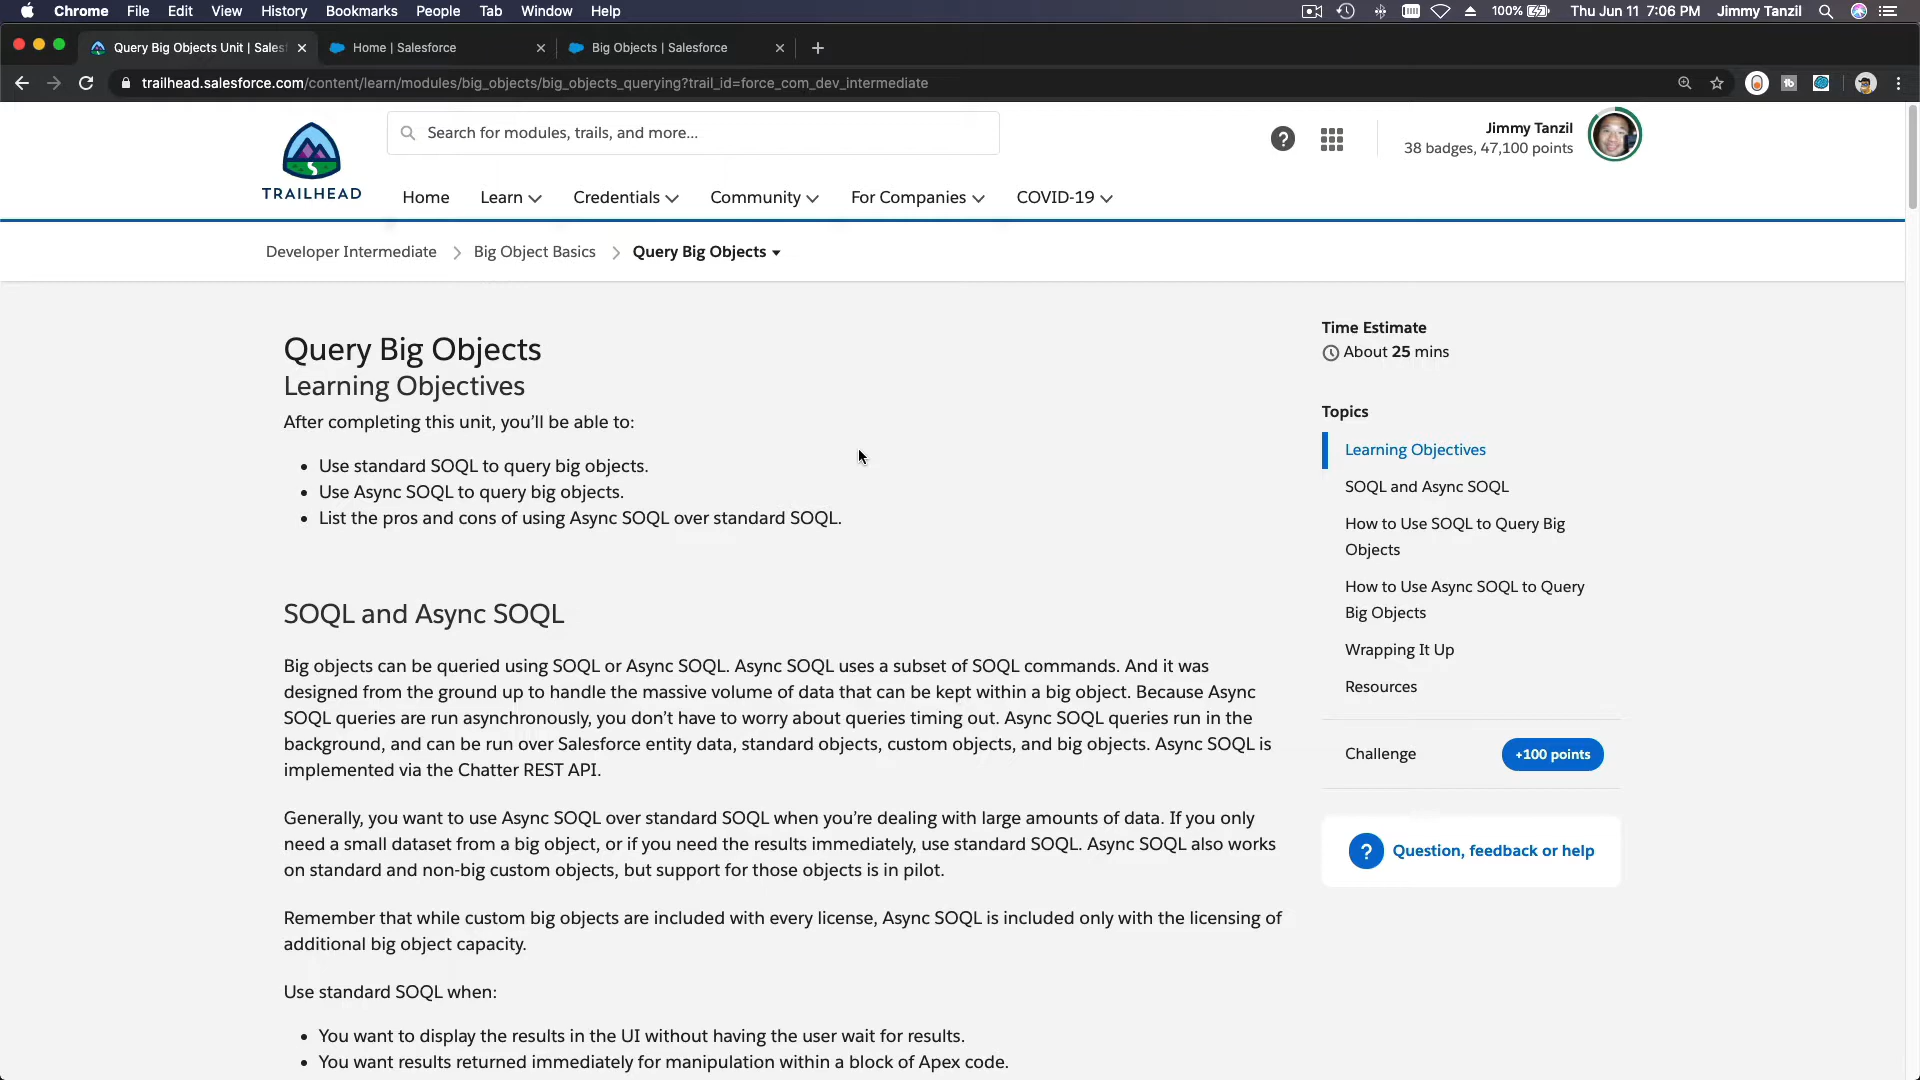 Chrome File Edit View History Bookmarks People Tab Window Help 100% Thu Jun 11 7:06 PM Jimmy Tanzil
Query Big Objects Unit | Sales Home | Salesforce Big Objects | Salesforce
trailhead.salesforce.com/content/learn/modules/big_objects/big_objects_querying?trail_id=force_com_dev_intermediate
Search for modules, trails, and more...
Jimmy Tanzil
38 badges, 47,100 points
TRAILHEAD
Home Learn Credentials Community For Companies COVID-19
Developer Intermediate Big Object Basics Query Big Objects
Query Big Objects
Learning Objectives
After completing this unit, you’ll be able to:
• Use standard SOQL to query big objects.
• Use Async SOQL to query big objects.
• List the pros and cons of using Async SOQL over standard SOQL.
SOQL and Async SOQL
Big objects can be queried using SOQL or Async SOQL. Async SOQL uses a subset of SOQL commands. And it was
designed from the ground up to handle the massive volume of data that can be kept within a big object. Because Async
SOQL queries are run asynchronously, you don’t have to worry about queries timing out. Async SOQL queries run in the
background, and can be run over Salesforce entity data, standard objects, custom objects, and big objects. Async SOQL is
implemented via the Chatter REST API.
Generally, you want to use Async SOQL over standard SOQL when you’re dealing with large amounts of data. If you only
need a small dataset from a big object, or if you need the results immediately, use standard SOQL. Async SOQL also works
on standard and non-big custom objects, but support for those objects is in pilot.
Remember that while custom big objects are included with every license, Async SOQL is included only with the licensing of
additional big object capacity.
Use standard SOQL when:
• You want to display the results in the UI without having the user wait for results.
• You want results returned immediately for manipulation within a block of Apex code.
Time Estimate
About 25 mins
Topics
Learning Objectives
SOQL and Async SOQL
How to Use SOQL to Query Big
Objects
How to Use Async SOQL to Query
Big Objects
Wrapping It Up
Resources
Challenge +100 points
? Question, feedback or help